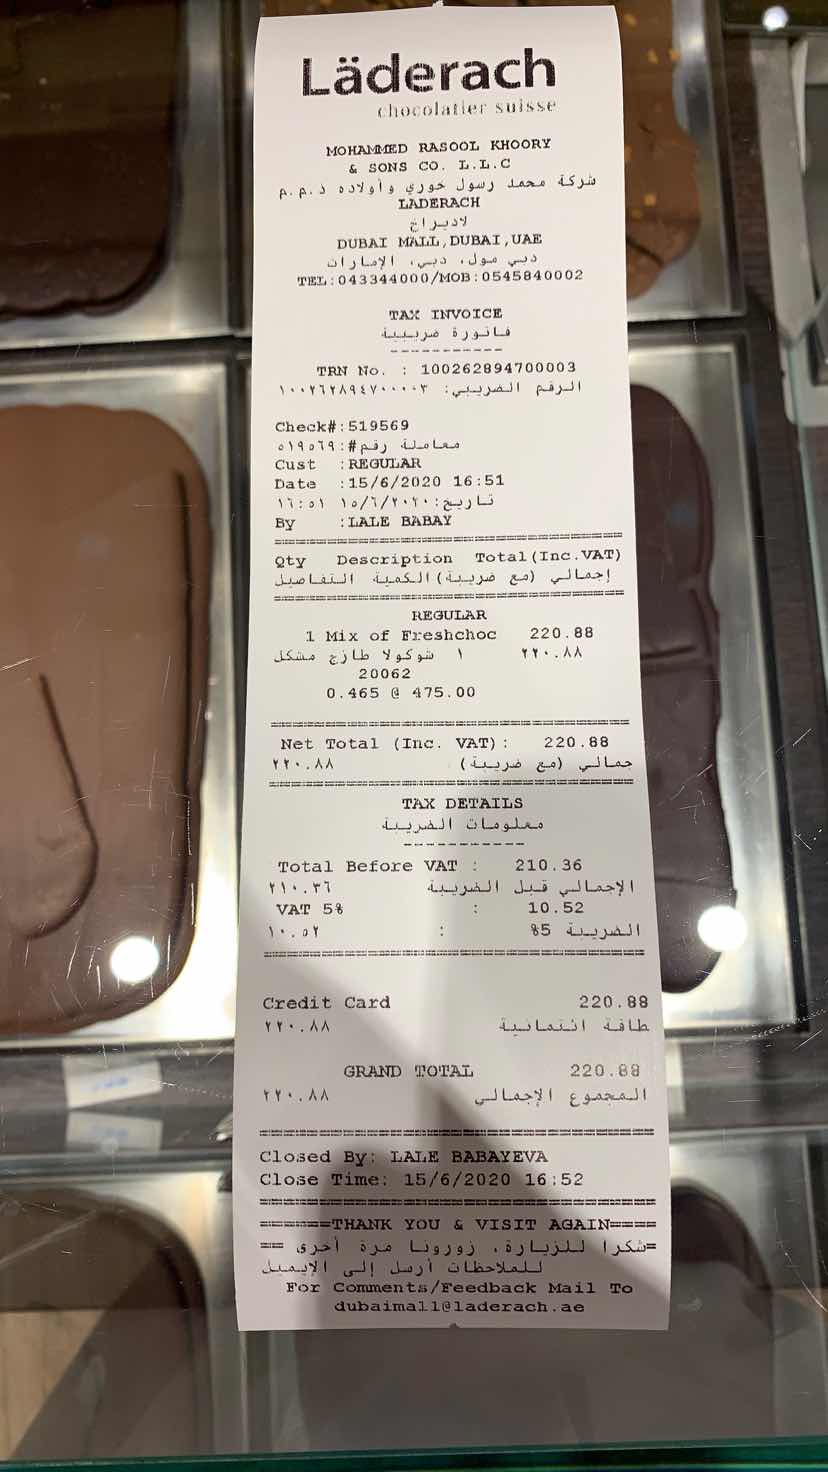 Läderach
chocolatier suisse
MOHAMMED RASOOL KHOORY
& SONS CO. L.L.C
شركة محمد رسول خوري وأولاده ذ.م.م
LADERACH
لاديراخ
DUBAI MALL,DUBAI,UAE
دبي مول، دبي، الإمارات
TEL:043344000/MOB:0545840002
TAX INVOICE
فاتورة ضريبية
-----------
TRN No. : 100262894700003
الرقم الضريبي: ١٠٠٢٦٢٨٩٤٧٠٠٠٠٣
Check#:519569
معاملة رقم#: ٥١٩٥٦٩
Cust :REGULAR
Date :15/6/2020 16:51
تاريخ: ١٥/٦/٢٠٢٠ ١٦:٥١
By :LALE BABAY
Qty Description Total(Inc.VAT)
إجمالي (مع ضريبة) الكمية التفاصيل
REGULAR
1 Mix of Freshchoc 220.88
١ شوكولا طازج مشكل ٢٢٠.٨٨
20062
0.465 @ 475.00
Net Total (Inc. VAT): 220.88
جمالي (مع ضريبة) ٢٢٠.٨٨
TAX DETAILS
معلومات الضريبة
-----------
Total Before VAT : 210.36
الإجمالي قبل الضريبة ٢١٠.٣٦
VAT 5% : 10.52
الضريبة 5% : ١٠.٥٢
Credit Card 220.88
طاقة ائتمانية ٢٢٠.٨٨
GRAND TOTAL 220.88
المجموع الإجمالي ٢٢٠.٨٨
Closed By: LALE BABAYEVA
Close Time: 15/6/2020 16:52
======THANK YOU & VISIT AGAIN====
=شكرا للزيارة، زورونا مرة أخرى ==
للملاحظات أرسل إلى الإيميل
For Comments/Feedback Mail To
dubaimall@laderach.ae